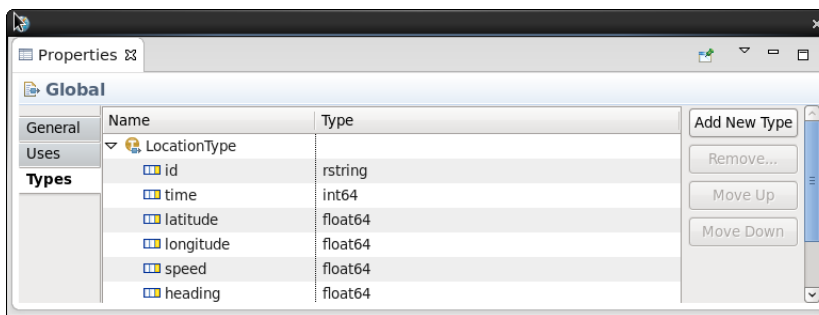 Properties
Global
General
Uses
Types
Name Type
LocationType
id rstring
time int64
latitude float64
longitude float64
speed float64
heading float64
Add New Type
Remove...
Move Up
Move Down